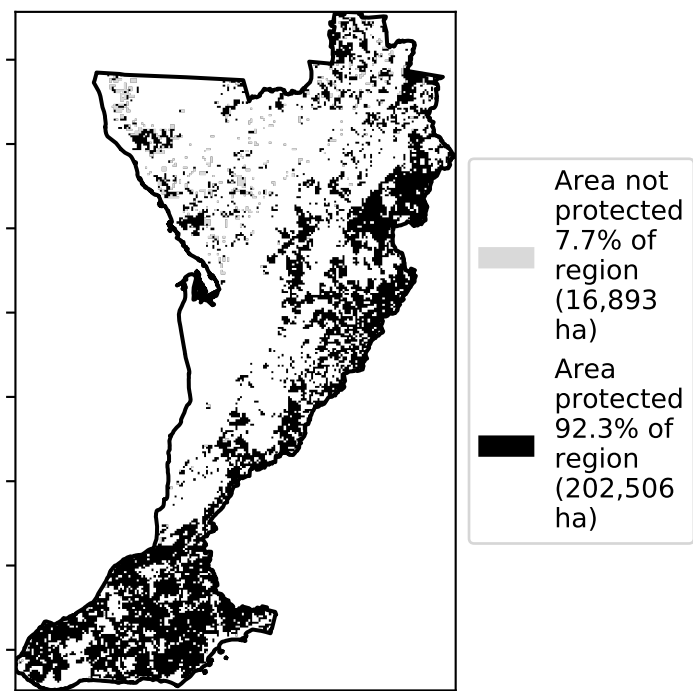 Area not
protected
7.7% of
region
(16,893
ha)
Area
protected
92.3% of
region
(202,506
ha)